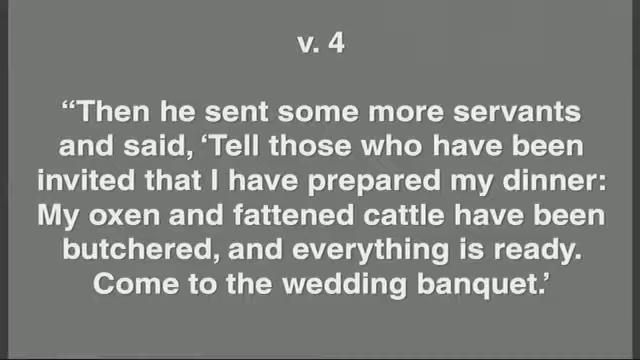 v. 4
“Then he sent some more servants
and said, ‘Tell those who have been
invited that I have prepared my dinner:
My oxen and fattened cattle have been
butchered, and everything is ready.
Come to the wedding banquet.’